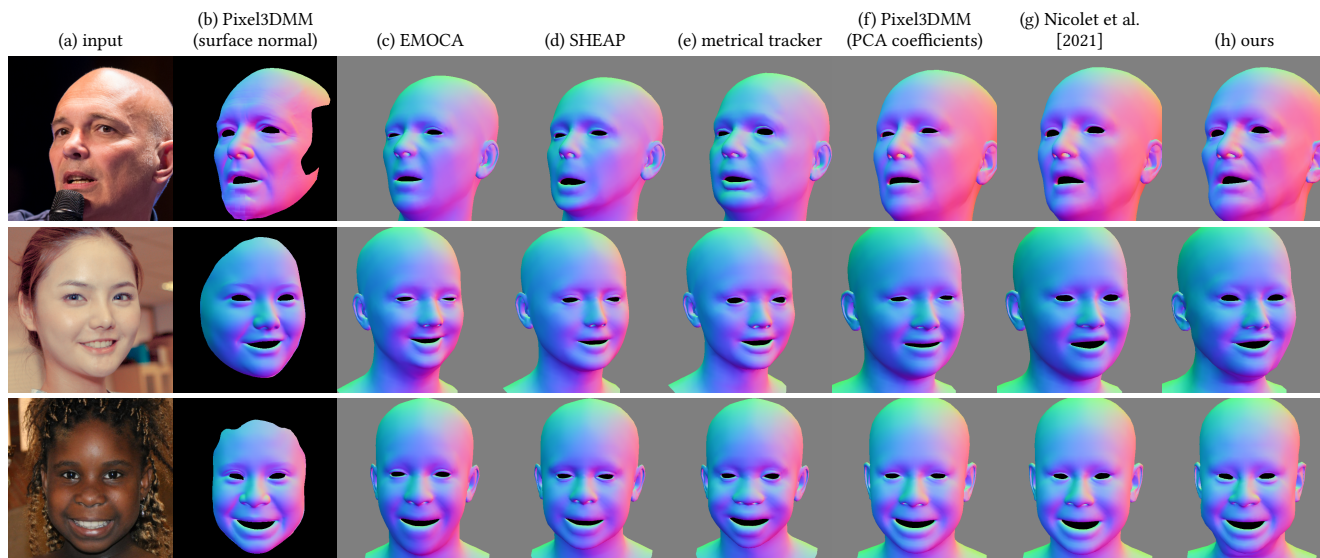 (a) input
(b) Pixel3DMM
(surface normal)
(c) EMOCA
(d) SHEAP
(e) metrical tracker
(f) Pixel3DMM
(PCA coefficients)
(g) Nicolet et al.
[2021]
(h) ours